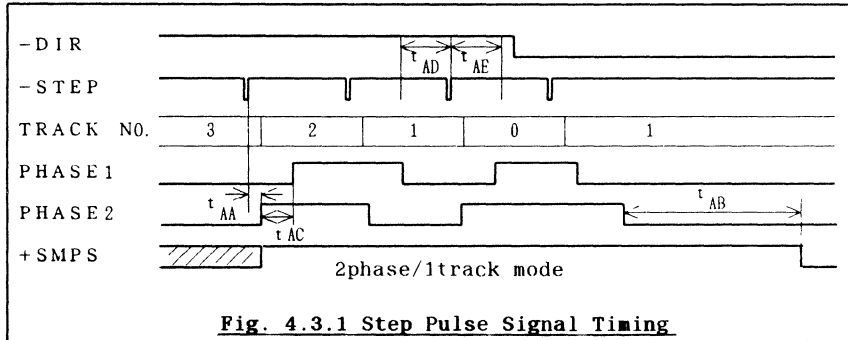 -DIR
t AD t AE
-STEP
TRACK NO. 3 2 1 0 1
PHASE1
t AA t AB
PHASE2
t AC
+SMPS
2phase/1track mode
Fig. 4.3.1 Step Pulse Signal Timing